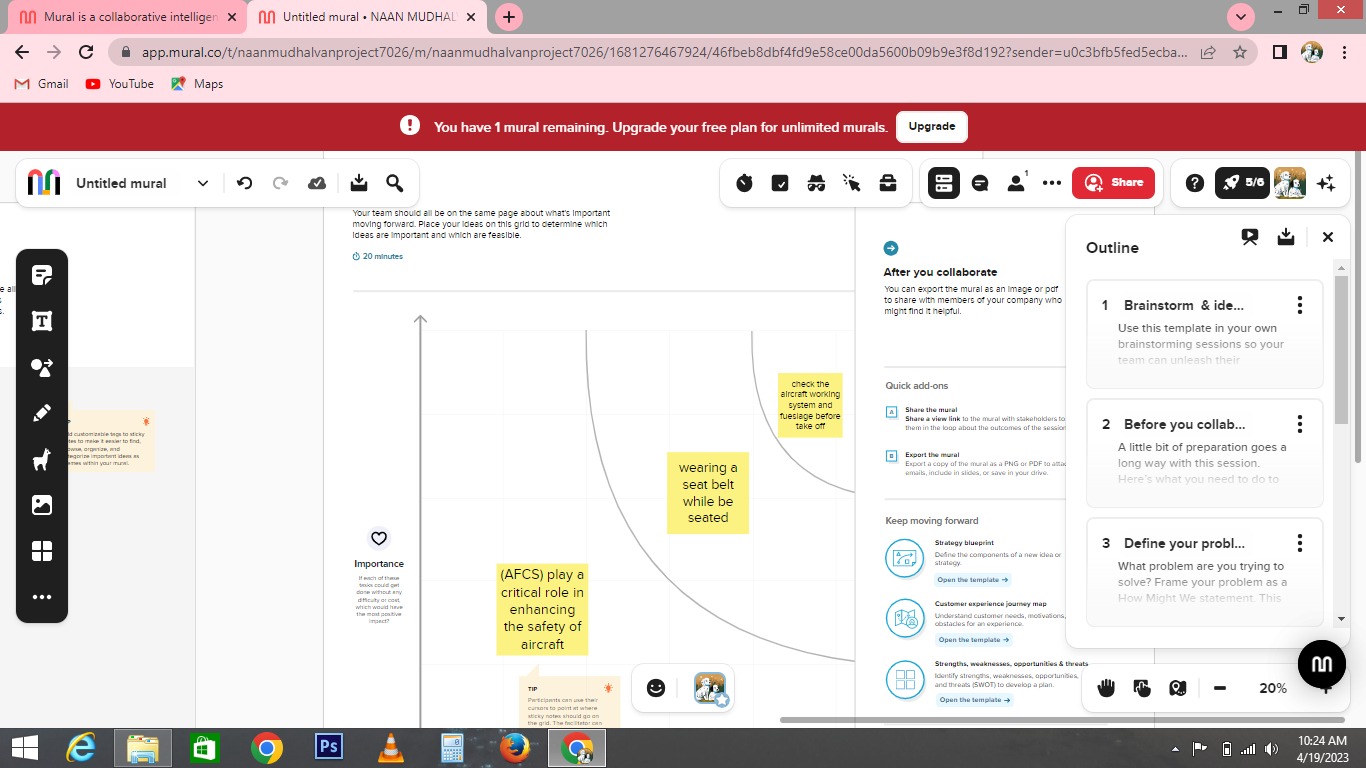 Mural is a collaborative intelligen
Untitled mural • NAAN MUDHAL
app.mural.co/t/naanmudhalvanproject7026/m/naanmudhalvanproject7026/1681276467924/46fbeb8dbf4fd9e58ce00da5600b09b9e3f8d192?sender=u0c3bfb5fed5ecba...
Gmail
YouTube
Maps
You have 1 mural remaining. Upgrade your free plan for unlimited murals.
Upgrade
Untitled mural
1
Share
5/6
Your team should all be on the same page about what's important
moving forward. Place your ideas on this grid to determine which
ideas are important and which are feasible.
20 minutes
customizable tags to sticky
to make it easier to find,
organize, and
important ideas as
within your mural.
Importance
If each of these
tasks could get
done without any
difficulty or cost,
which would have
the most positive
impact?
check the
aircraft working
system and
fueslage before
take off
wearing a
seat belt
while be
seated
(AFCS) play a
critical role in
enhancing
the safety of
aircraft
TIP
Participants can use their
cursors to point at where
sticky notes should go on
the grid. The facilitator can
After you collaborate
You can export the mural as an image or pdf
to share with members of your company who
might find it helpful.
Quick add-ons
A
Share the mural
Share a view link to the mural with stakeholders to
them in the loop about the outcomes of the session
B
Export the mural
Export a copy of the mural as a PNG or PDF to
emails, include in slides, or save in your drive.
Keep moving forward
Strategy blueprint
Define the components of a new idea or
strategy.
Open the template
Customer experience journey map
Understand customer needs, motivations,
obstacles for an experience.
Open the template
Strengths, weaknesses, opportunities & threats
Identify strengths, weaknesses, opportunities,
and threats (SWOT) to develop a plan.
Open the template
Outline
1 Brainstorm & ide...
Use this template in your own
brainstorming sessions so your
team can unleash their
2 Before you collab...
A little bit of preparation goes a
long way with this session.
Here's what you need to do to
3 Define your probl...
What problem are you trying to
solve? Frame your problem as a
How Might We statement. This
20%
Ps
10:24 AM
4/19/2023